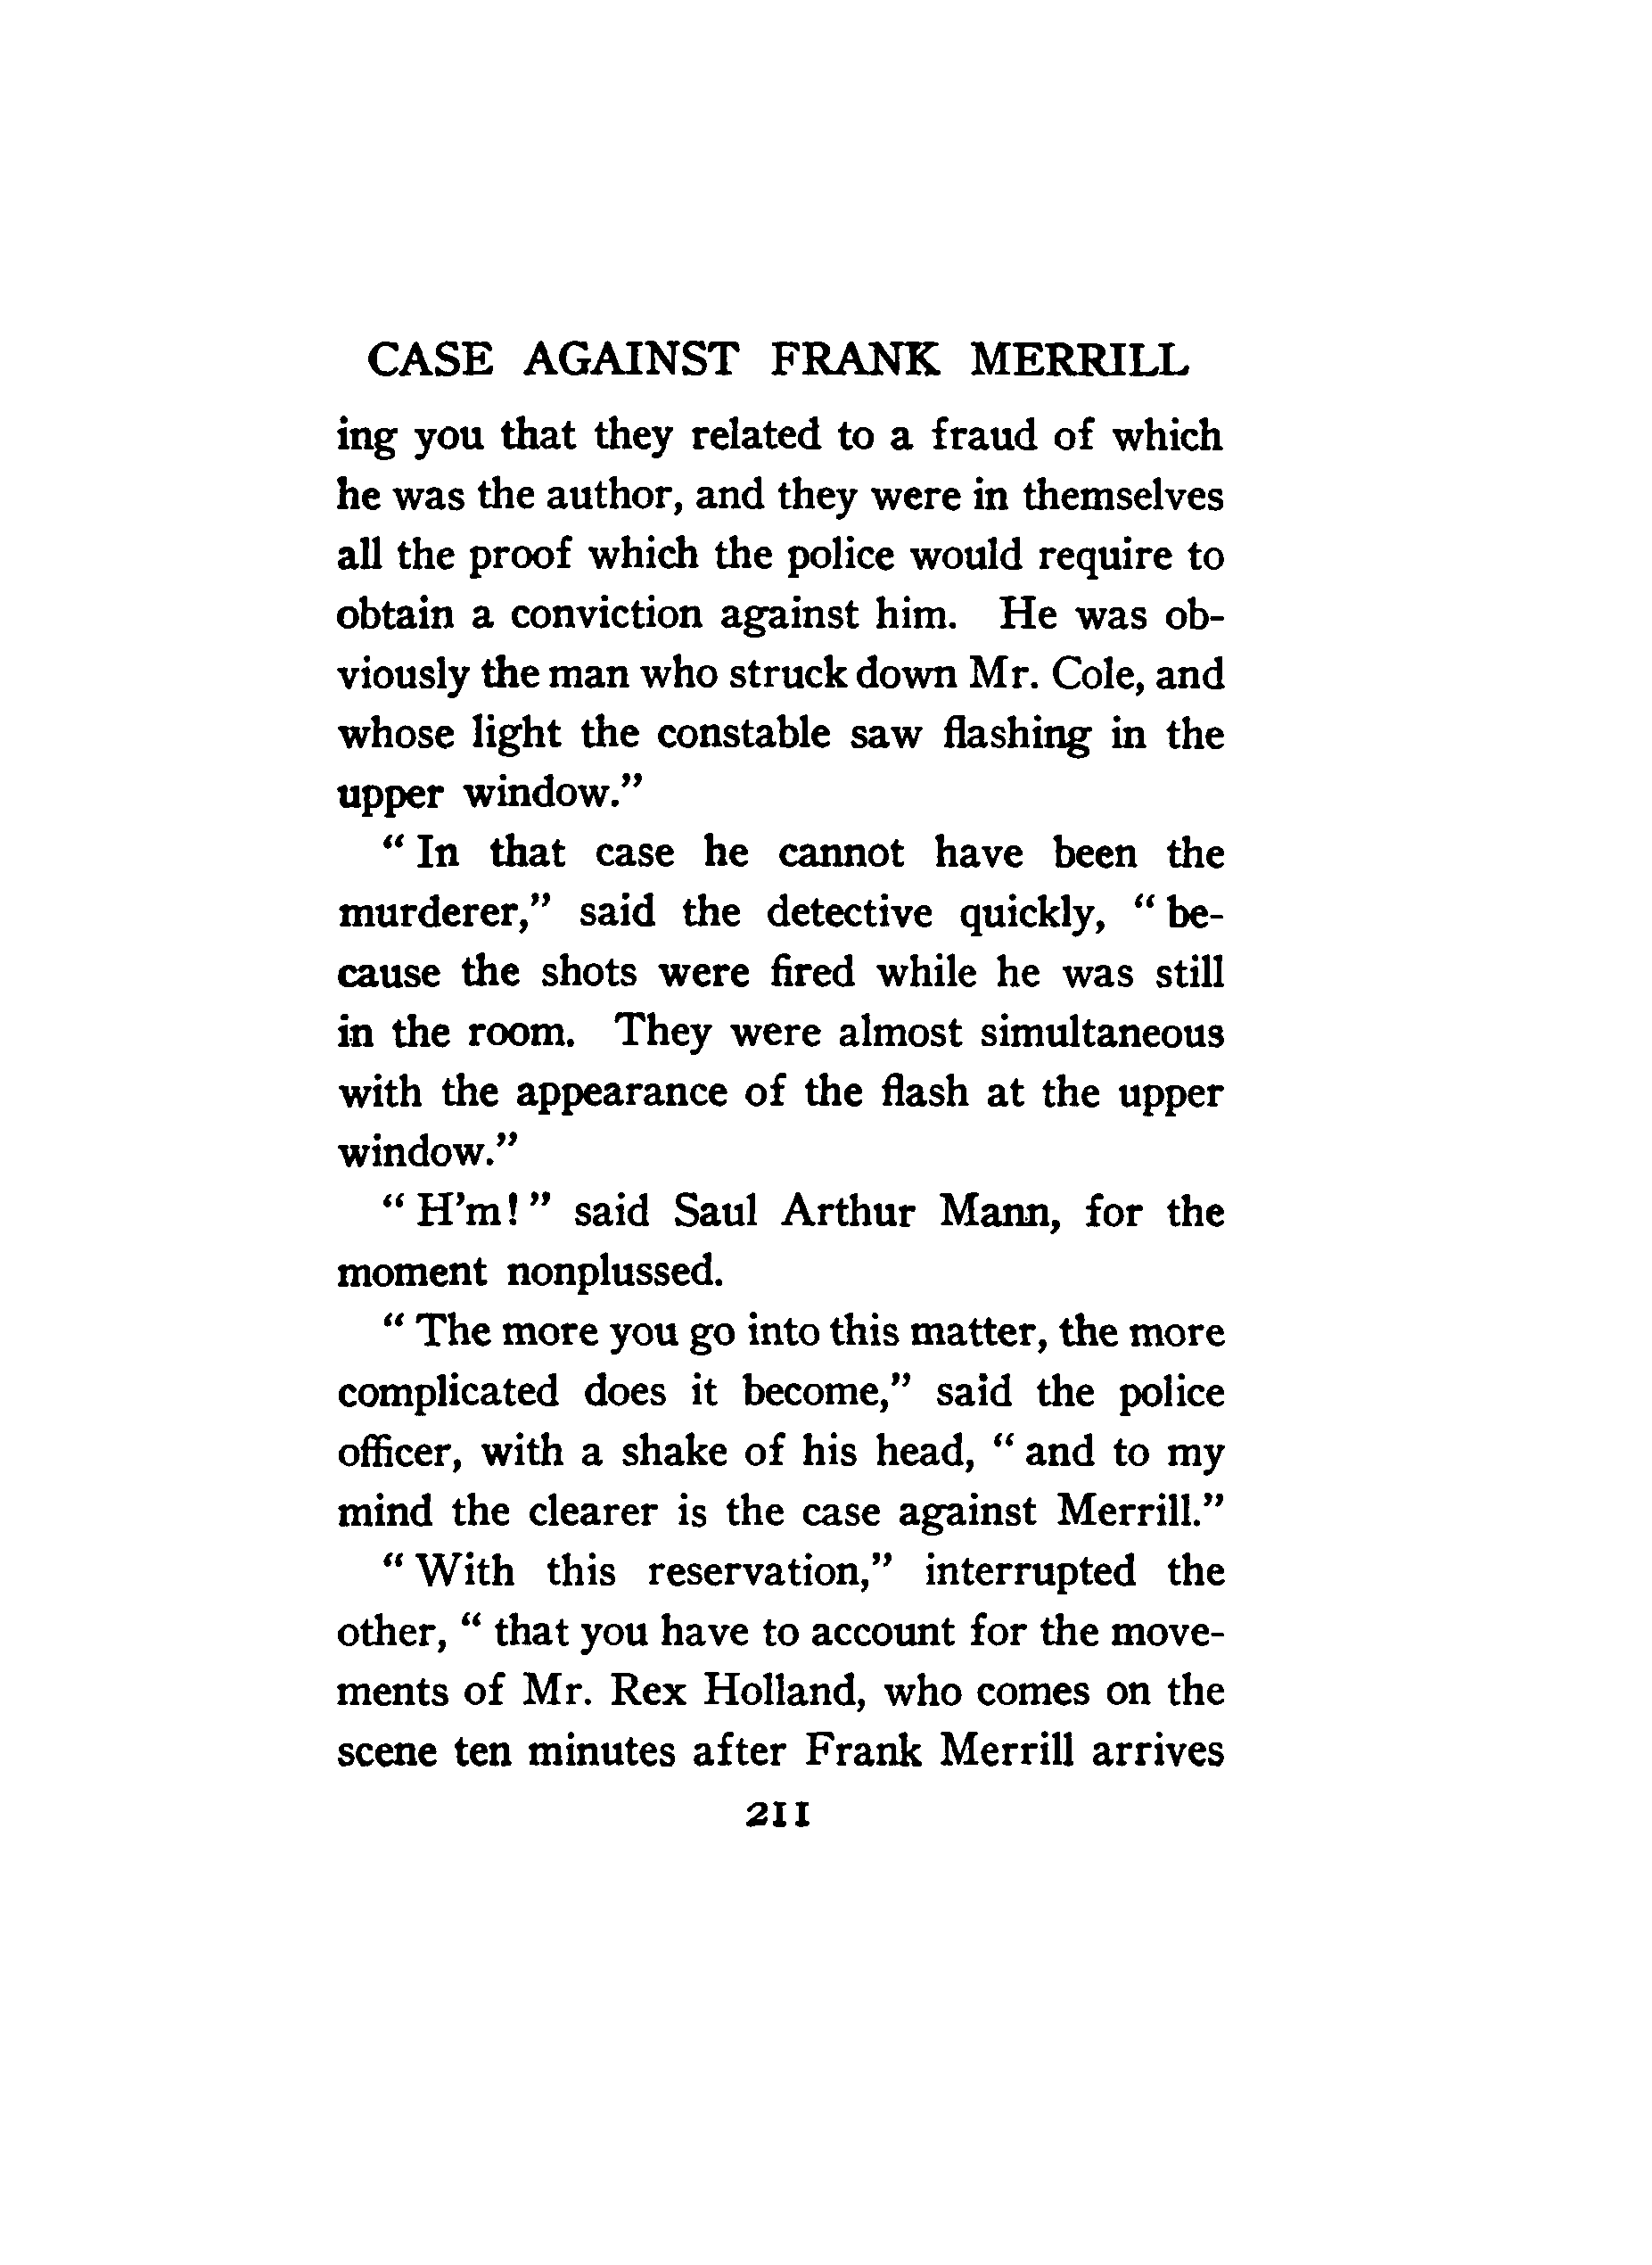 CASE AGAINST FRANK MERRILL
ing you that they related to a fraud of which
he was the author, and they were in themselves
all the proof which the police would require to
obtain a conviction against him. He was ob-
viously the man who struck down Mr. Cole, and
whose light the constable saw flashing in the
upper window.”
“ In that case he cannot have been the
murderer,” said the detective quickly, “ be-
cause the shots were fired while he was still
in the room. They were almost simultaneous
with the appearance of the flash at the upper
window.”
“ H’m! ” said Saul Arthur Mann, for the
moment nonplussed.
“ The more you go into this matter, the more
complicated does it become,” said the police
officer, with a shake of his head, “ and to my
mind the clearer is the case against Merrill.”
“ With this reservation,” interrupted the
other, “ that you have to account for the move-
ments of Mr. Rex Holland, who comes on the
scene ten minutes after Frank Merrill arrives
211